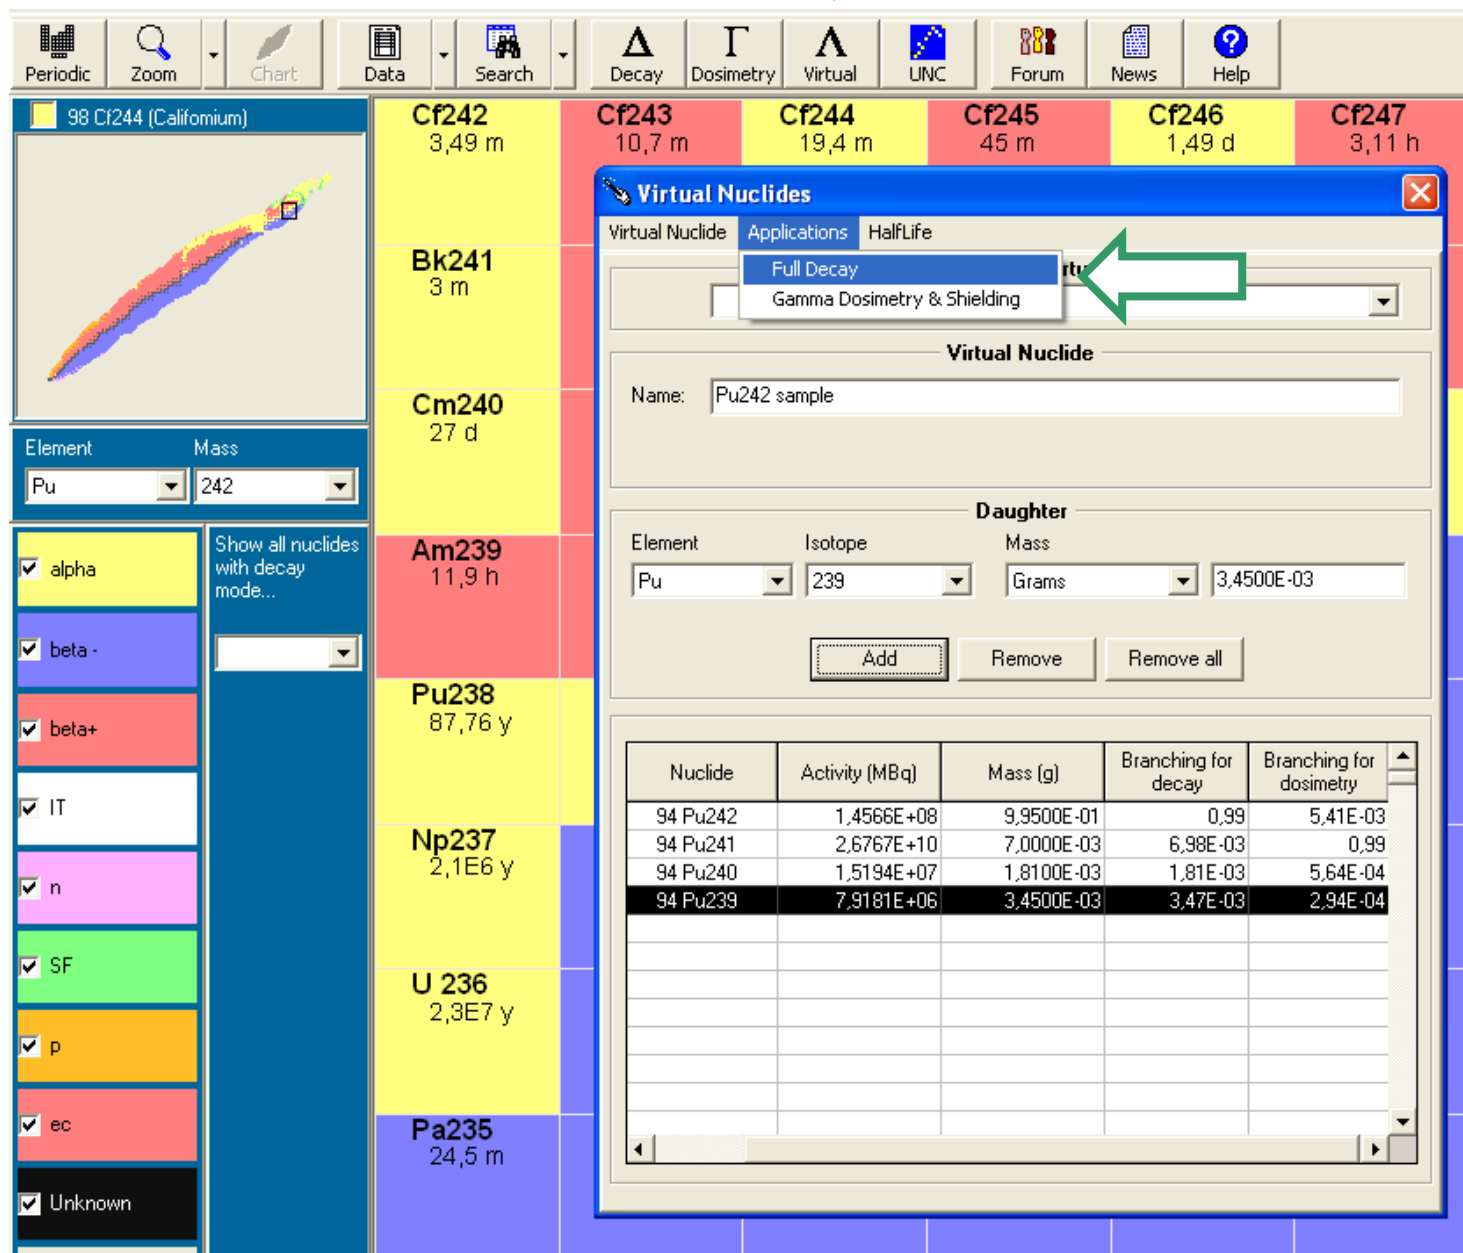 Periodic Zoom Chart Data Search Decay Dosimetry Virtual UNC Forum News Help
Δ Γ Λ
98 Cf244 (Californium)
Cf242 Cf243 Cf244 Cf245 Cf246 Cf247
3,49 m 10,7 m 19,4 m 45 m 1,49 d 3,11 h
Bk241
3 m
Cm240
27 d
Am239
11,9 h
Pu238
87,76 y
Np237
2,1E6 y
U 236
2,3E7 y
Pa235
24,5 m
Element Mass
Pu 242
Show all nuclides
with decay
mode...
alpha
beta -
beta+
IT
n
SF
p
ec
Unknown
Virtual Nuclides
Virtual Nuclide Applications HalfLife
Full Decay
Gamma Dosimetry & Shielding
Virtual Nuclide
Name: Pu242 sample
Daughter
Element Isotope Mass
Pu 239 Grams 3,4500E-03
Add Remove Remove all
Nuclide Activity (MBq) Mass (g) Branching for decay Branching for dosimetry
94 Pu242 1,4566E+08 9,9500E-01 0,99 5,41E-03
94 Pu241 2,6767E+10 7,0000E-03 6,98E-03 0,99
94 Pu240 1,5194E+07 1,8100E-03 1,81E-03 5,64E-04
94 Pu239 7,9181E+06 3,4500E-03 3,47E-03 2,94E-04